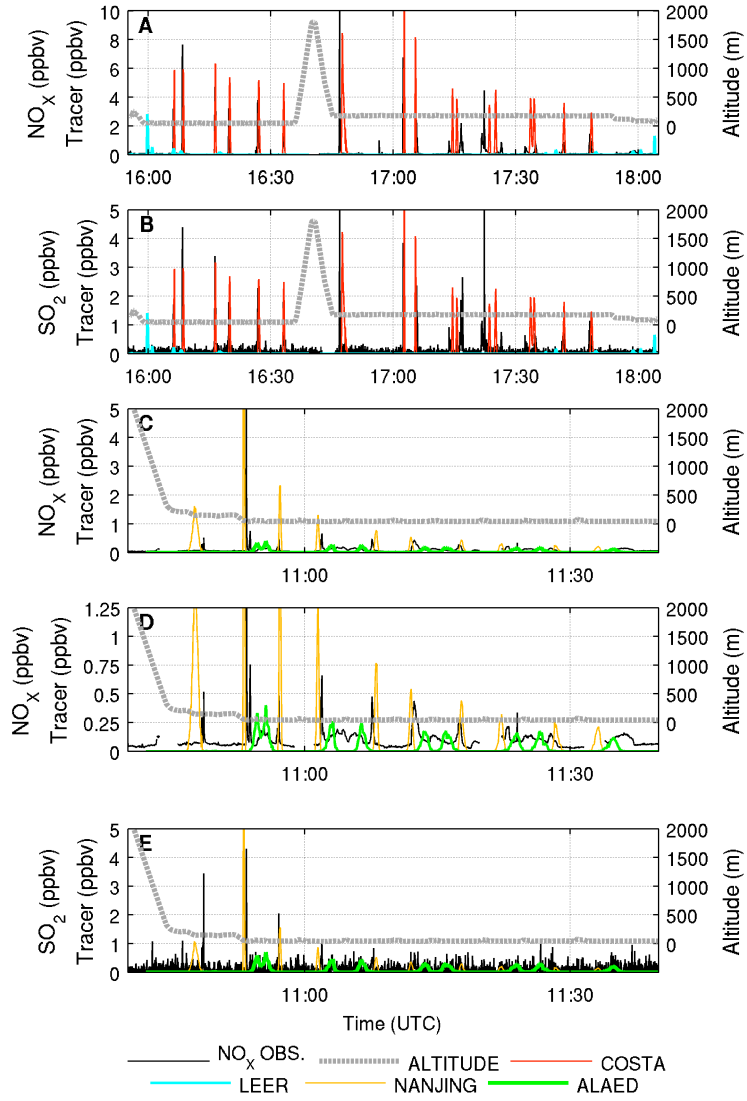 A
NOX (ppbv)
Tracer (ppbv)
10
8
6
4
2
0
2000
1500
1000
500
0
Altitude (m)
16:00 16:30 17:00 17:30 18:00
B
SO2 (ppbv)
Tracer (ppbv)
5
4
3
2
1
0
2000
1500
1000
500
0
Altitude (m)
16:00 16:30 17:00 17:30 18:00
C
NOX (ppbv)
Tracer (ppbv)
5
4
3
2
1
0
2000
1500
1000
500
0
Altitude (m)
11:00 11:30
D
NOX (ppbv)
Tracer (ppbv)
1.25
1
0.75
0.5
0.25
0
2000
1500
1000
500
0
Altitude (m)
11:00 11:30
E
SO2 (ppbv)
Tracer (ppbv)
5
4
3
2
1
0
2000
1500
1000
500
0
Altitude (m)
11:00 11:30
Time (UTC)
NOX OBS. ALTITUDE COSTA
LEER NANJING ALAED